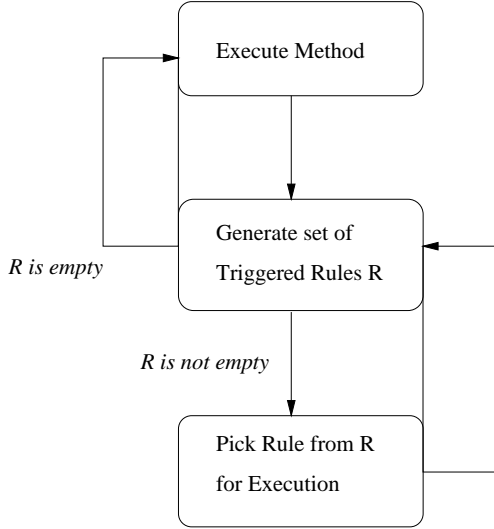 Execute Method
Generate set of
Triggered Rules R
R is empty
R is not empty
Pick Rule from R
for Execution